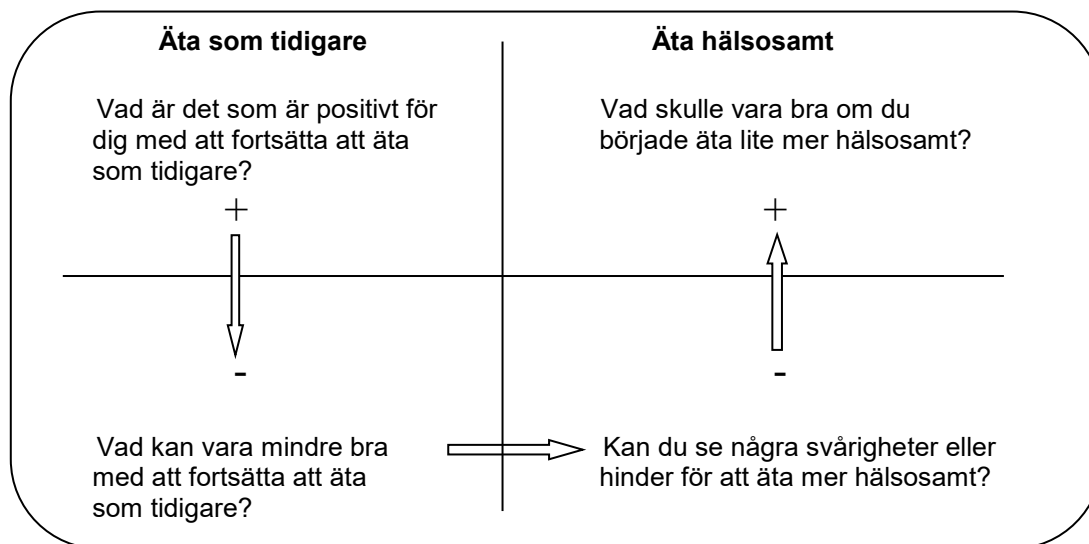 Äta som tidigare
Äta hälsosamt
Vad är det som är positivt för
dig med att fortsätta att äta
som tidigare?
Vad skulle vara bra om du
började äta lite mer hälsosamt?
+
+
-
-
Vad kan vara mindre bra
med att fortsätta att äta
som tidigare?
Kan du se några svårigheter eller
hinder för att äta mer hälsosamt?